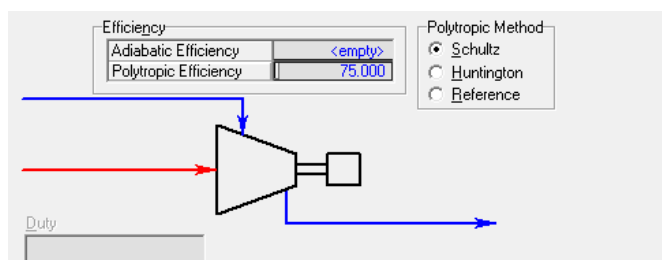 Efficiency
Adiabatic Efficiency <empty>
Polytropic Efficiency 75.000
Polytropic Method
Schultz
Huntington
Reference
Duty